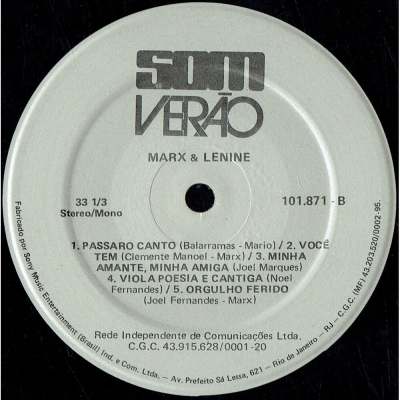 SOM
VERÃO
MARX & LENINE
33 1/3
Stereo/Mono
101.871 - B
1. PASSARO CANTO (Balarramas - Mario) / 2. VOCÊ
TEM (Clemente Manoel - Marx) / 3. MINHA
AMANTE, MINHA AMIGA (Joel Marques)
4. VIOLA POESIA E CANTIGA (Noel
Fernandes) / 5. ORGULHO FERIDO
(Joel Fernandes - Marx)
Rede Independente de Comunicações Ltda.
C.G.C. 43.915.628/0001-20
Fabricado por Sony Music Entertainment (Brasil) Ind. e Com. Ltda. - Av. Prefeito Sá Lessa, 621 - Rio de Janeiro - RJ - C.G.C. (MF) 43.203.520/0002-95.